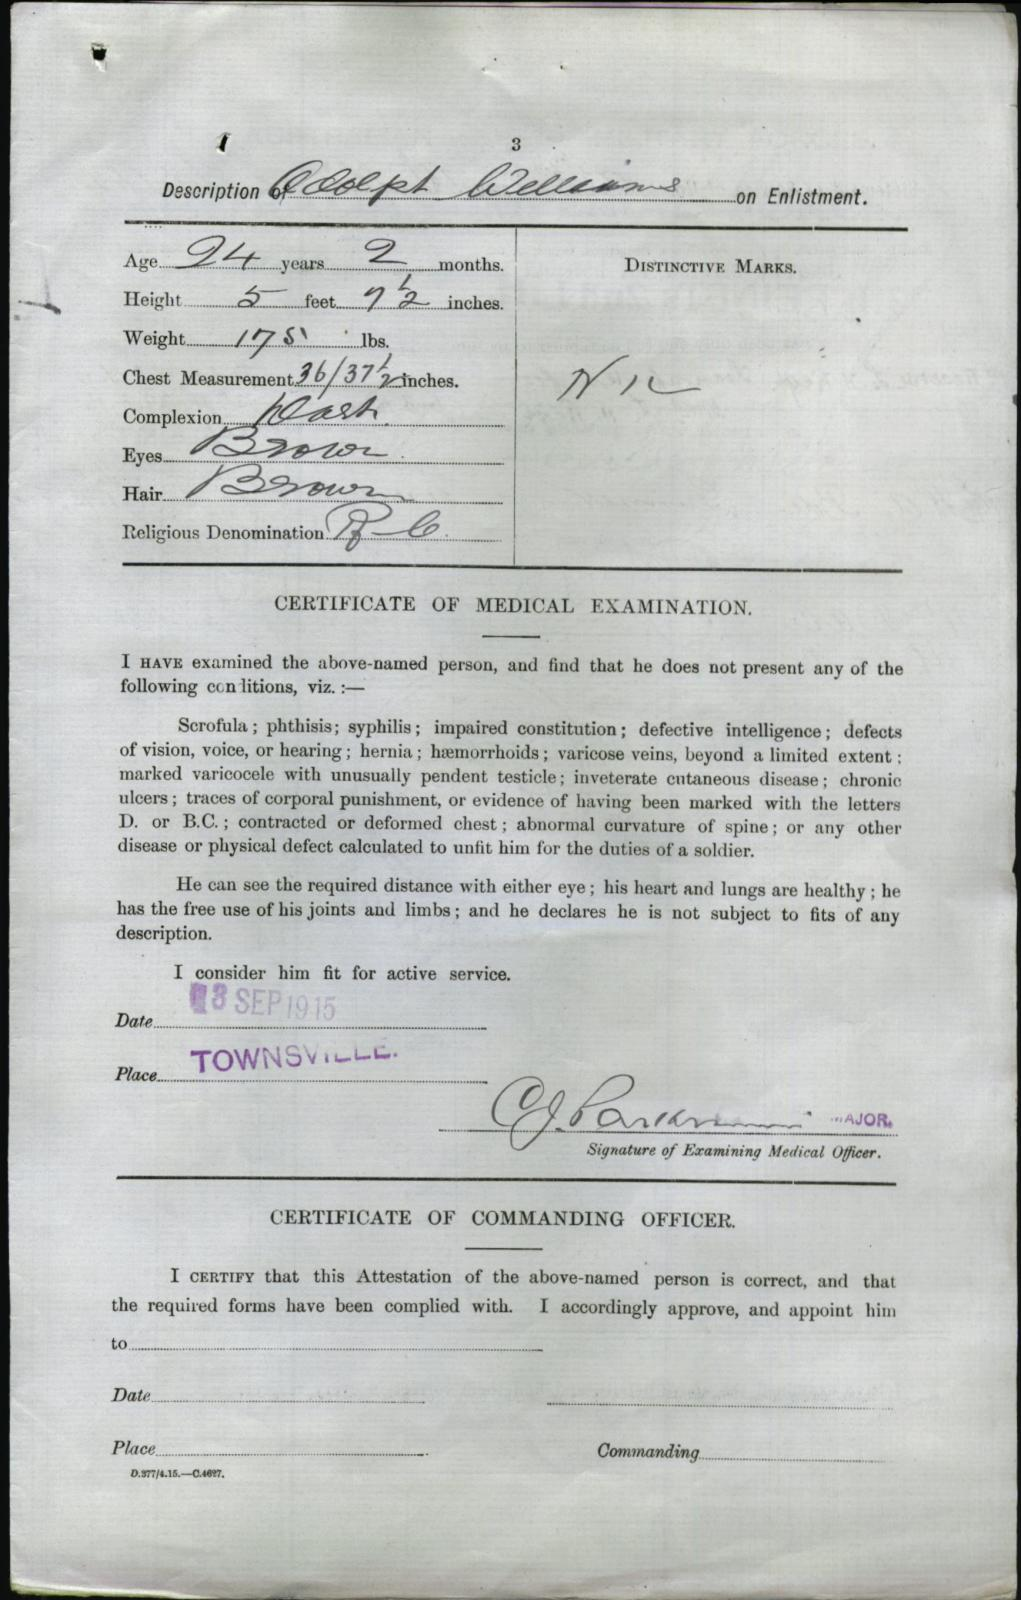 3
Description of Adolph Williams on Enlistment.
Age 24 years 2 months.
Height 5 feet 7 1/2 inches.
Weight 175 lbs.
Chest Measurement 36/37 1/2 inches.
Complexion Dark
Eyes Brown
Hair Brown
Religious Denomination R C.
DISTINCTIVE MARKS.
Nil
CERTIFICATE OF MEDICAL EXAMINATION.
I HAVE examined the above-named person, and find that he does not present any of the
following conditions, viz. :—
Scrofula ; phthisis ; syphilis ; impaired constitution ; defective intelligence ; defects
of vision, voice, or hearing ; hernia ; hæmorrhoids ; varicose veins, beyond a limited extent ;
marked varicocele with unusually pendent testicle ; inveterate cutaneous disease ; chronic
ulcers ; traces of corporal punishment, or evidence of having been marked with the letters
D. or B.C. ; contracted or deformed chest ; abnormal curvature of spine ; or any other
disease or physical defect calculated to unfit him for the duties of a soldier.
He can see the required distance with either eye ; his heart and lungs are healthy ; he
has the free use of his joints and limbs ; and he declares he is not subject to fits of any
description.
I consider him fit for active service.
Date SEP 1915
Place TOWNSVILLE.
C.J. MAJOR.
Signature of Examining Medical Officer.
CERTIFICATE OF COMMANDING OFFICER.
I CERTIFY that this Attestation of the above-named person is correct, and that
the required forms have been complied with. I accordingly approve, and appoint him
to
Date
Place
Commanding
D.377/4.15.—C.4627.